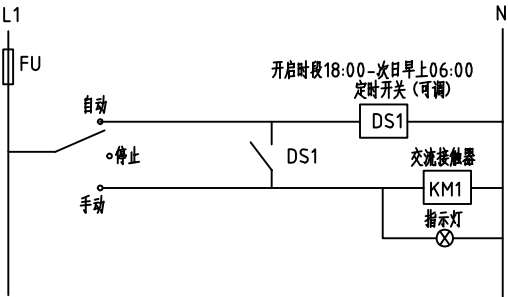 L1
N
FU
开启时段18:00-次日早上06:00
定时开关（可调）
自动
DS1
停止
DS1
交流接触器
手动
KM1
指示灯